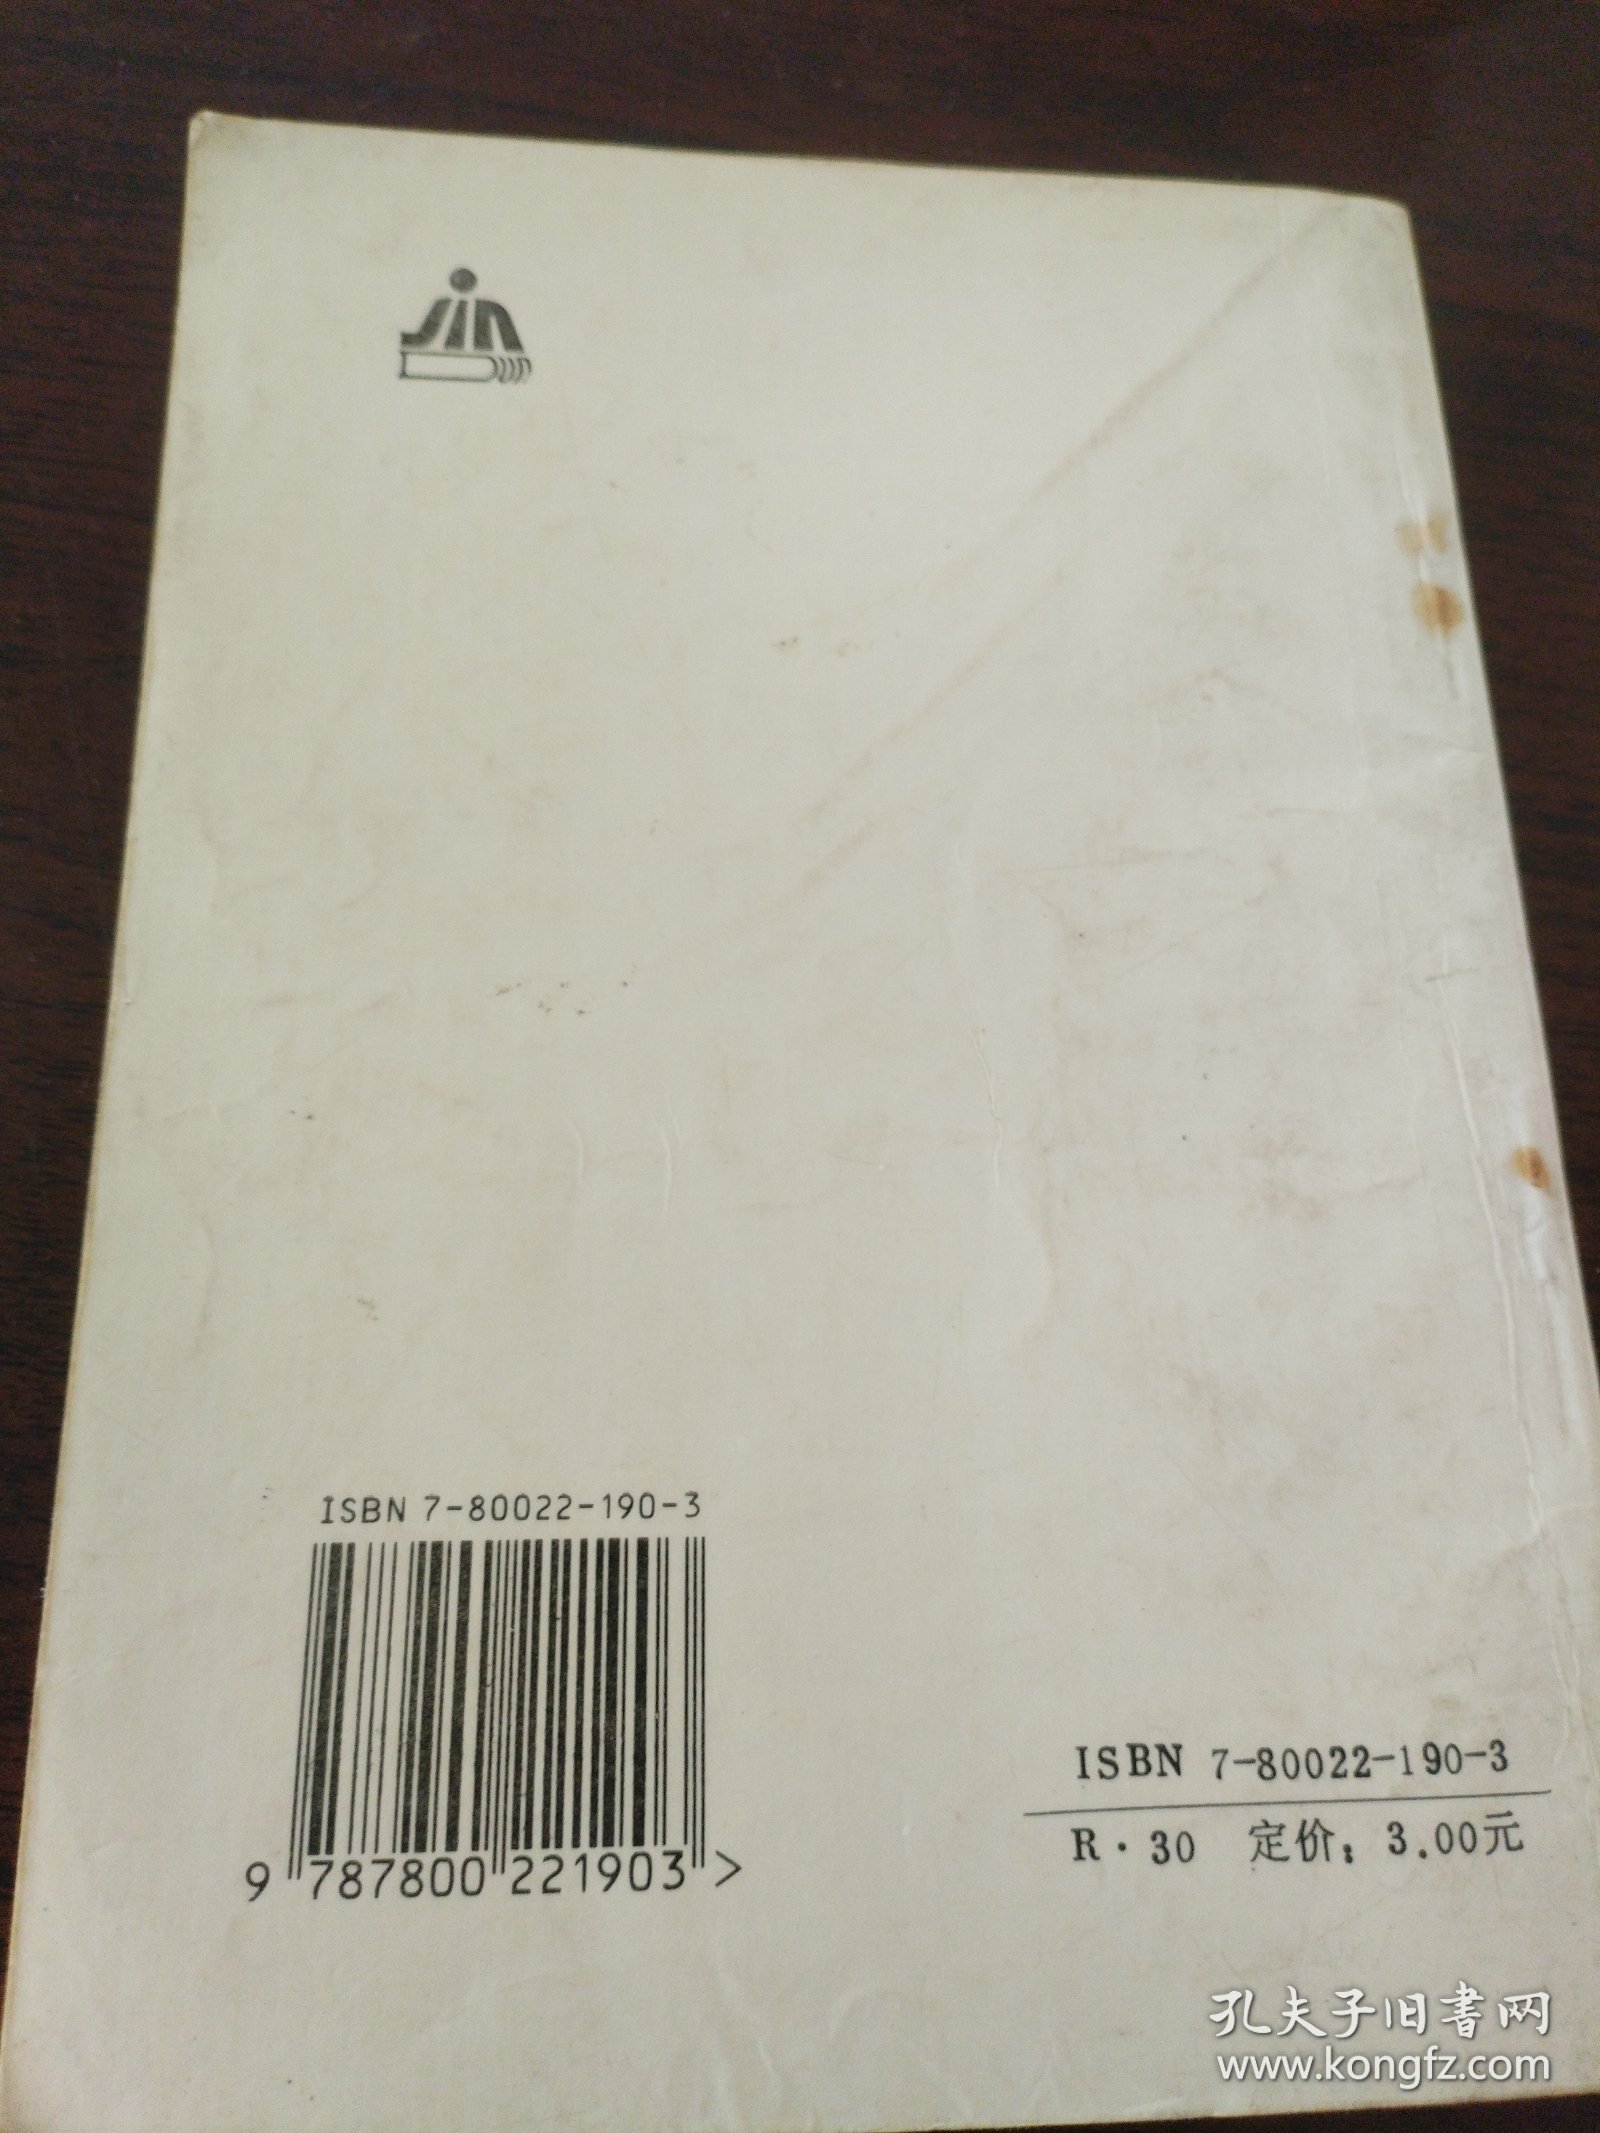 JIN
ISBN 7-80022-190-3
9 787800 221903 >
ISBN 7-80022-190-3
R·30 定价：3.00元
孔夫子旧书网
www.kongfz.com